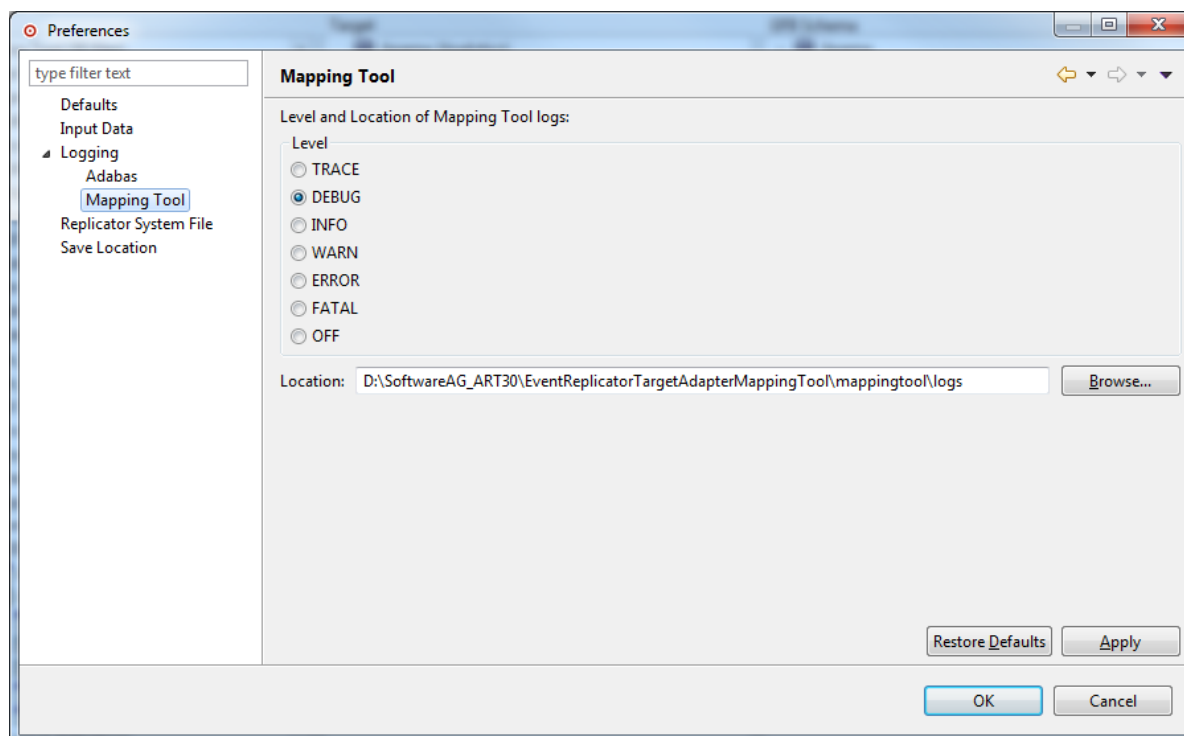 Preferences
type filter text
Defaults
Input Data
Logging
Adabas
Mapping Tool
Replicator System File
Save Location
Mapping Tool
Level and Location of Mapping Tool logs:
Level
TRACE
DEBUG
INFO
WARN
ERROR
FATAL
OFF
Location: D:\SoftwareAG_ART30\EventReplicatorTargetAdapterMappingTool\mappingtool\logs Browse...
Restore Defaults Apply
OK Cancel